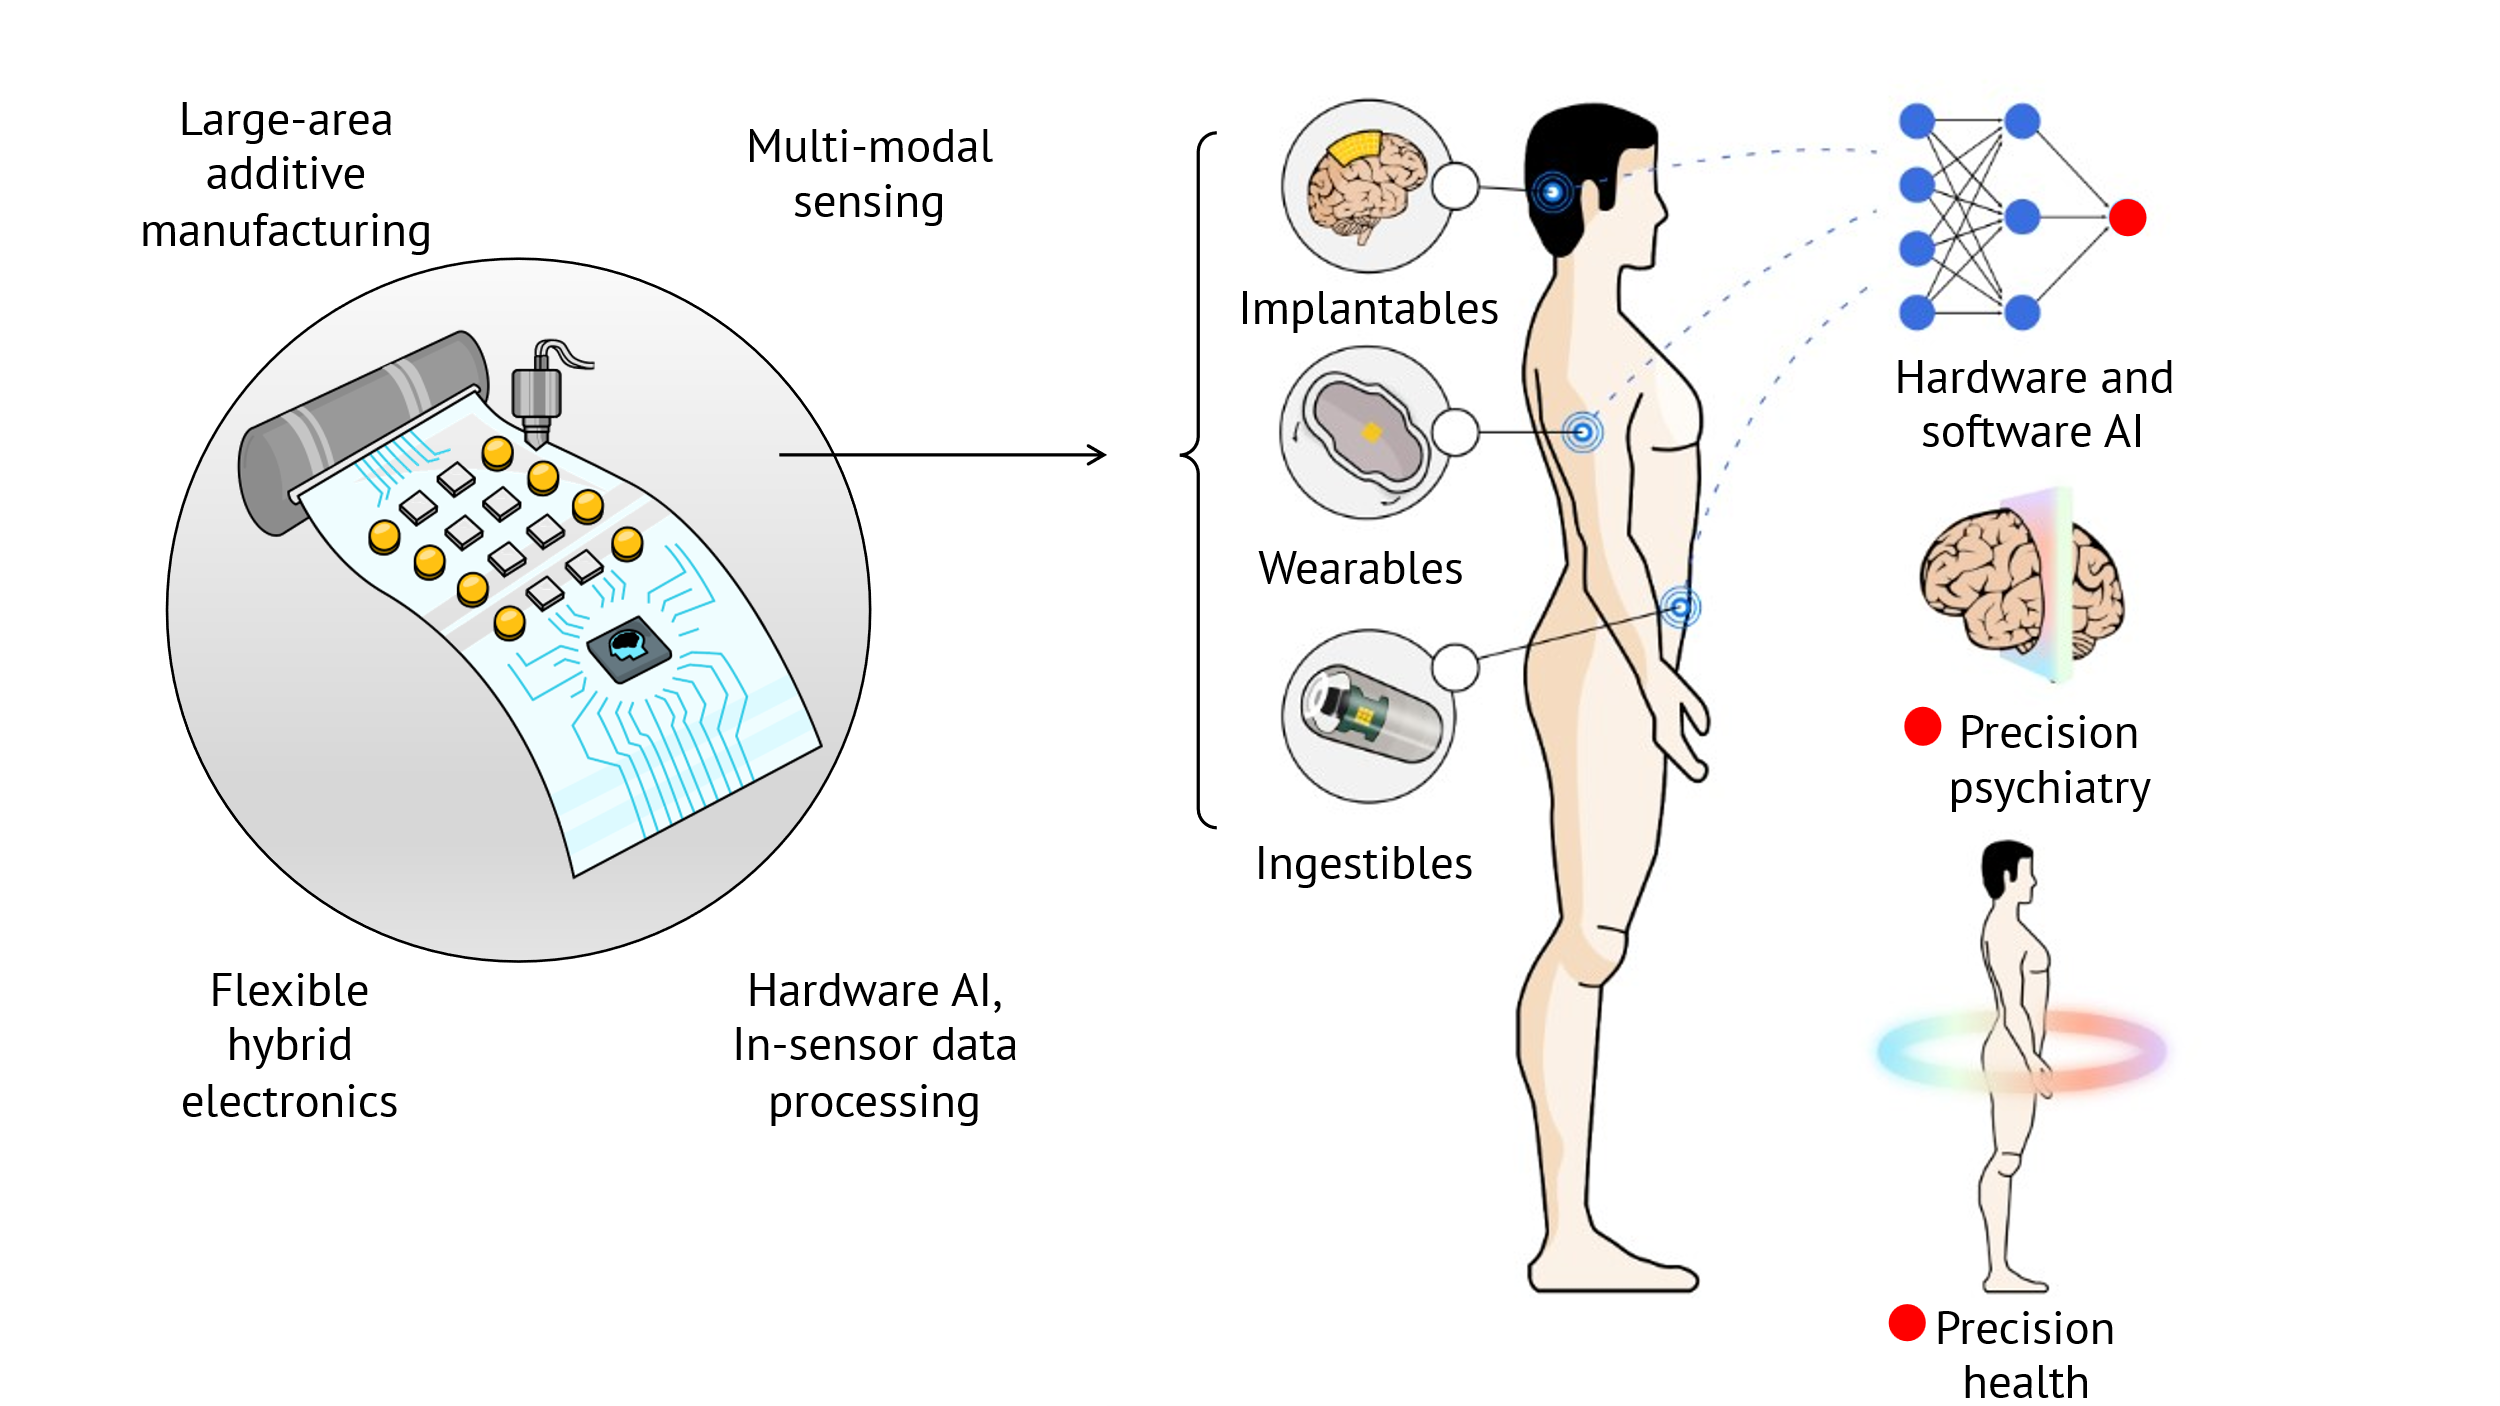 Large-area
additive
manufacturing
Multi-modal
sensing
Flexible
hybrid
electronics
Hardware AI,
In-sensor data
processing
Implantables
Wearables
Ingestibles
Hardware and
software AI
Precision
psychiatry
Precision
health